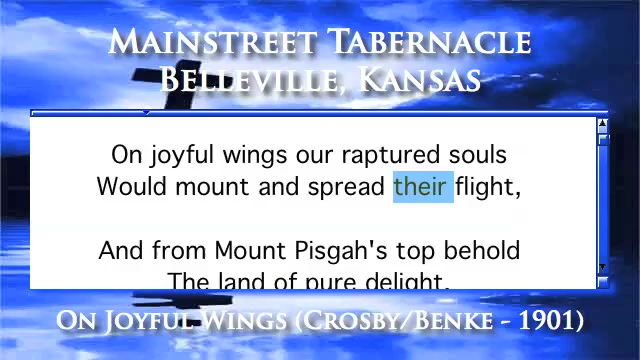 Mainstreet Tabernacle
Belleville, Kansas
On joyful wings our raptured souls
Would mount and spread their flight,
And from Mount Pisgah's top behold
The land of pure delight.
On Joyful Wings (Crosby/Benke - 1901)